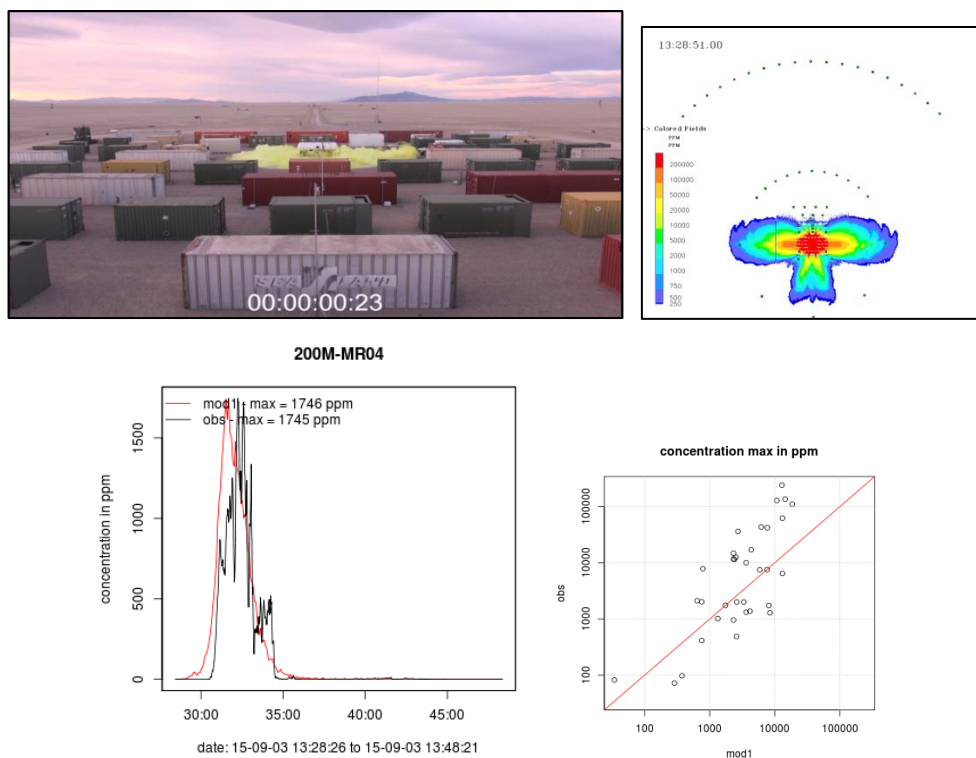 00:00:00:23
13:28:51.00
-> Colored Fields
PPM
PPM
200000
100000
50000
20000
10000
5000
2000
1000
750
500
250
200M-MR04
mod1 - max = 1746 ppm
obs - max = 1745 ppm
concentration in ppm
1500
1000
500
0
30:00 35:00 40:00 45:00
date: 15-09-03 13:28:26 to 15-09-03 13:48:21
concentration max in ppm
obs
100000
10000
1000
100
100 1000 10000 100000
mod1